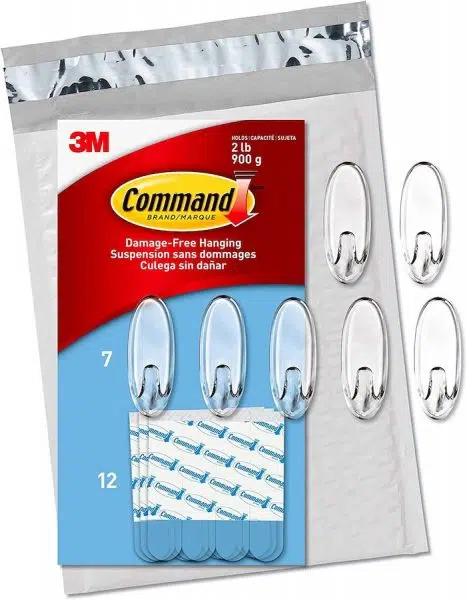 3M
HOLDS | CAPACITÉ | SUJETA
2 lb
900 g
Command
BRAND/MARQUE
Damage-Free Hanging
Suspension sans dommages
Culega sin dañar
7
12
Command